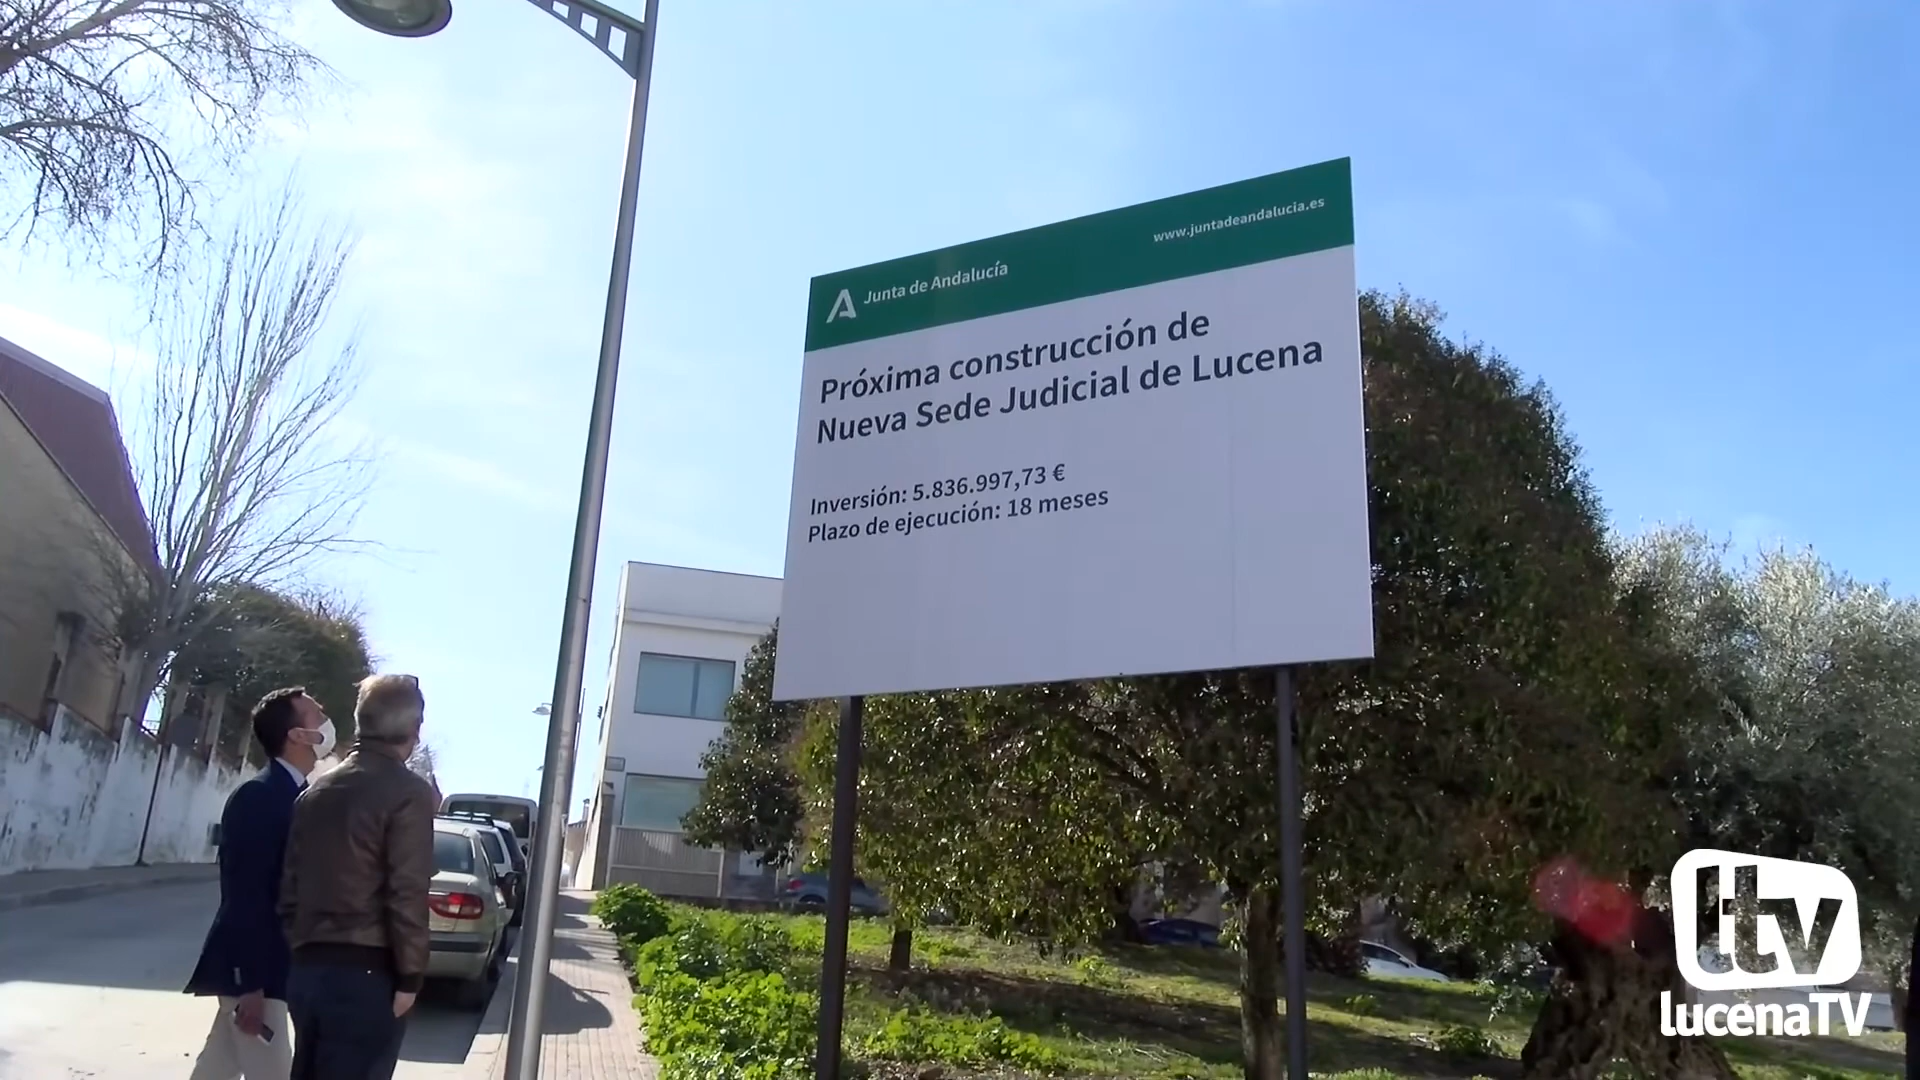 www.juntadeandalucia.es
Junta de Andalucía
Próxima construcción de
Nueva Sede Judicial de Lucena
Inversión: 5.836.997,73 €
Plazo de ejecución: 18 meses
ltv
lucenaTV